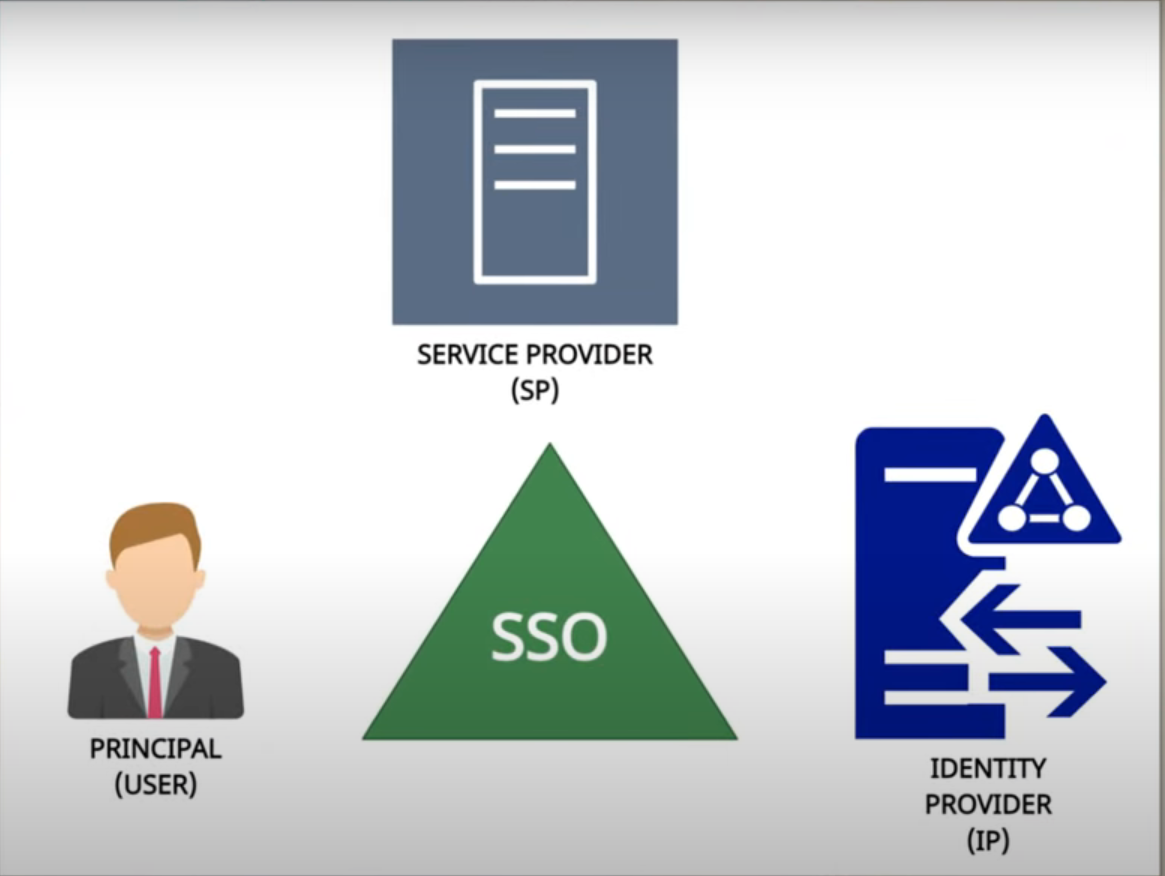 SERVICE PROVIDER
(SP)
SSO
PRINCIPAL
(USER)
IDENTITY
PROVIDER
(IP)